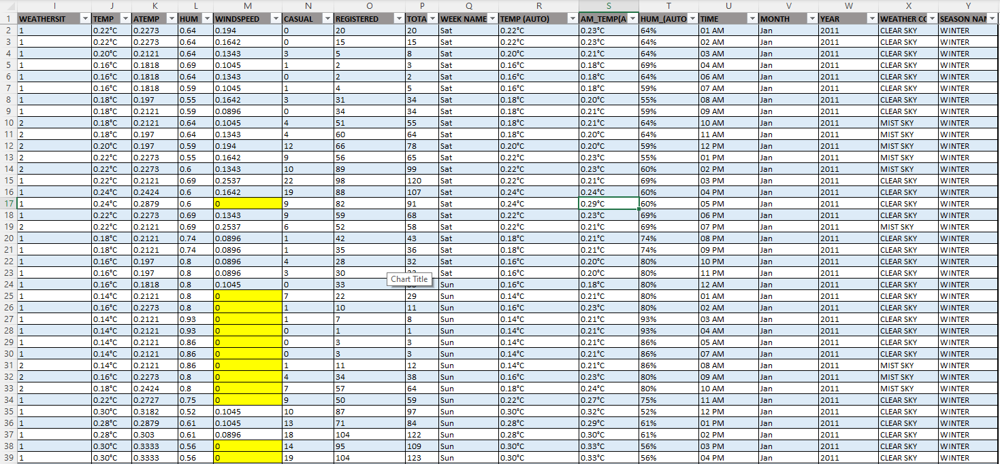 I J K L M N O P Q R S T U V W X Y
1 WEATHERSIT TEMP ATEMP HUM WINDSPEED CASUAL REGISTERED TOTA WEEK NAME TEMP (AUTO) AM_TEMP(A HUM_(AUTO TIME MONTH YEAR WEATHER CO SEASON NAM
2 1 0.22°C 0.2273 0.64 0.194 0 20 20 Sat 0.22°C 0.23°C 64% 01 AM Jan 2011 CLEAR SKY WINTER
3 1 0.22°C 0.2273 0.64 0.1642 0 15 15 Sat 0.22°C 0.23°C 64% 02 AM Jan 2011 CLEAR SKY WINTER
4 1 0.20°C 0.2121 0.64 0.1343 3 5 8 Sat 0.20°C 0.21°C 64% 03 AM Jan 2011 CLEAR SKY WINTER
5 1 0.16°C 0.1818 0.69 0.1045 1 2 3 Sat 0.16°C 0.18°C 69% 04 AM Jan 2011 CLEAR SKY WINTER
6 1 0.16°C 0.1818 0.64 0.1343 0 2 2 Sat 0.16°C 0.18°C 64% 06 AM Jan 2011 CLEAR SKY WINTER
7 1 0.16°C 0.1818 0.59 0.1045 1 4 5 Sat 0.16°C 0.18°C 59% 07 AM Jan 2011 CLEAR SKY WINTER
8 1 0.18°C 0.197 0.55 0.1642 3 31 34 Sat 0.18°C 0.20°C 55% 08 AM Jan 2011 CLEAR SKY WINTER
9 1 0.18°C 0.2121 0.59 0.0896 0 34 34 Sat 0.18°C 0.21°C 59% 09 AM Jan 2011 CLEAR SKY WINTER
10 2 0.18°C 0.2121 0.64 0.1045 4 51 55 Sat 0.18°C 0.21°C 64% 10 AM Jan 2011 MIST SKY WINTER
11 2 0.18°C 0.197 0.64 0.1343 4 60 64 Sat 0.18°C 0.20°C 64% 11 AM Jan 2011 MIST SKY WINTER
12 2 0.20°C 0.197 0.59 0.194 12 66 78 Sat 0.20°C 0.20°C 59% 12 PM Jan 2011 MIST SKY WINTER
13 2 0.22°C 0.2273 0.55 0.1642 9 56 65 Sat 0.22°C 0.23°C 55% 01 PM Jan 2011 MIST SKY WINTER
14 2 0.22°C 0.2273 0.6 0.1343 10 89 99 Sat 0.22°C 0.23°C 60% 02 PM Jan 2011 MIST SKY WINTER
15 1 0.22°C 0.2121 0.69 0.2537 22 98 120 Sat 0.22°C 0.21°C 69% 03 PM Jan 2011 CLEAR SKY WINTER
16 1 0.24°C 0.2424 0.6 0.1642 19 88 107 Sat 0.24°C 0.24°C 60% 04 PM Jan 2011 CLEAR SKY WINTER
17 1 0.24°C 0.2879 0.6 0 9 82 91 Sat 0.24°C 0.29°C 60% 05 PM Jan 2011 CLEAR SKY WINTER
18 1 0.22°C 0.2273 0.69 0.1343 9 59 68 Sat 0.22°C 0.23°C 69% 06 PM Jan 2011 CLEAR SKY WINTER
19 2 0.22°C 0.2121 0.69 0.2537 6 52 58 Sat 0.22°C 0.21°C 69% 07 PM Jan 2011 MIST SKY WINTER
20 1 0.18°C 0.2121 0.74 0.0896 1 42 43 Sat 0.18°C 0.21°C 74% 08 PM Jan 2011 CLEAR SKY WINTER
21 1 0.18°C 0.2121 0.74 0.0896 1 35 36 Sat 0.18°C 0.21°C 74% 09 PM Jan 2011 CLEAR SKY WINTER
22 1 0.16°C 0.197 0.8 0.0896 4 28 32 Sat 0.16°C 0.20°C 80% 10 PM Jan 2011 CLEAR SKY WINTER
23 1 0.16°C 0.197 0.8 0.0896 3 30 Sat 0.16°C 0.20°C 80% 11 PM Jan 2011 CLEAR SKY WINTER
Chart Title
24 1 0.16°C 0.1818 0.8 0.1045 0 33 Sun 0.16°C 0.18°C 80% 12 AM Jan 2011 CLEAR SKY WINTER
25 1 0.14°C 0.2121 0.8 0 7 22 29 Sun 0.14°C 0.21°C 80% 01 AM Jan 2011 CLEAR SKY WINTER
26 1 0.16°C 0.2273 0.8 0 1 10 11 Sun 0.16°C 0.23°C 80% 02 AM Jan 2011 CLEAR SKY WINTER
27 1 0.14°C 0.2121 0.93 0 1 7 8 Sun 0.14°C 0.21°C 93% 03 AM Jan 2011 CLEAR SKY WINTER
28 1 0.14°C 0.2121 0.93 0 0 1 1 Sun 0.14°C 0.21°C 93% 04 AM Jan 2011 CLEAR SKY WINTER
29 1 0.14°C 0.2121 0.86 0 0 3 3 Sun 0.14°C 0.21°C 86% 05 AM Jan 2011 CLEAR SKY WINTER
30 1 0.14°C 0.2121 0.86 0 0 3 3 Sun 0.14°C 0.21°C 86% 07 AM Jan 2011 CLEAR SKY WINTER
31 2 0.14°C 0.2121 0.86 0 1 11 12 Sun 0.14°C 0.21°C 86% 08 AM Jan 2011 MIST SKY WINTER
32 2 0.16°C 0.2273 0.8 0 4 34 38 Sun 0.16°C 0.23°C 80% 09 AM Jan 2011 MIST SKY WINTER
33 2 0.18°C 0.2424 0.8 0 7 57 64 Sun 0.18°C 0.24°C 80% 10 AM Jan 2011 MIST SKY WINTER
34 1 0.22°C 0.2727 0.75 0 9 50 59 Sun 0.22°C 0.27°C 75% 11 AM Jan 2011 CLEAR SKY WINTER
35 1 0.30°C 0.3182 0.52 0.1045 10 87 97 Sun 0.30°C 0.32°C 52% 12 PM Jan 2011 CLEAR SKY WINTER
36 1 0.28°C 0.2879 0.61 0.1045 13 71 84 Sun 0.28°C 0.29°C 61% 01 PM Jan 2011 CLEAR SKY WINTER
37 1 0.28°C 0.303 0.61 0.0896 18 104 122 Sun 0.28°C 0.30°C 61% 02 PM Jan 2011 CLEAR SKY WINTER
38 1 0.30°C 0.3333 0.56 0 14 95 109 Sun 0.30°C 0.33°C 56% 03 PM Jan 2011 CLEAR SKY WINTER
39 1 0.30°C 0.3333 0.56 0 19 104 123 Sun 0.30°C 0.33°C 56% 04 PM Jan 2011 CLEAR SKY WINTER